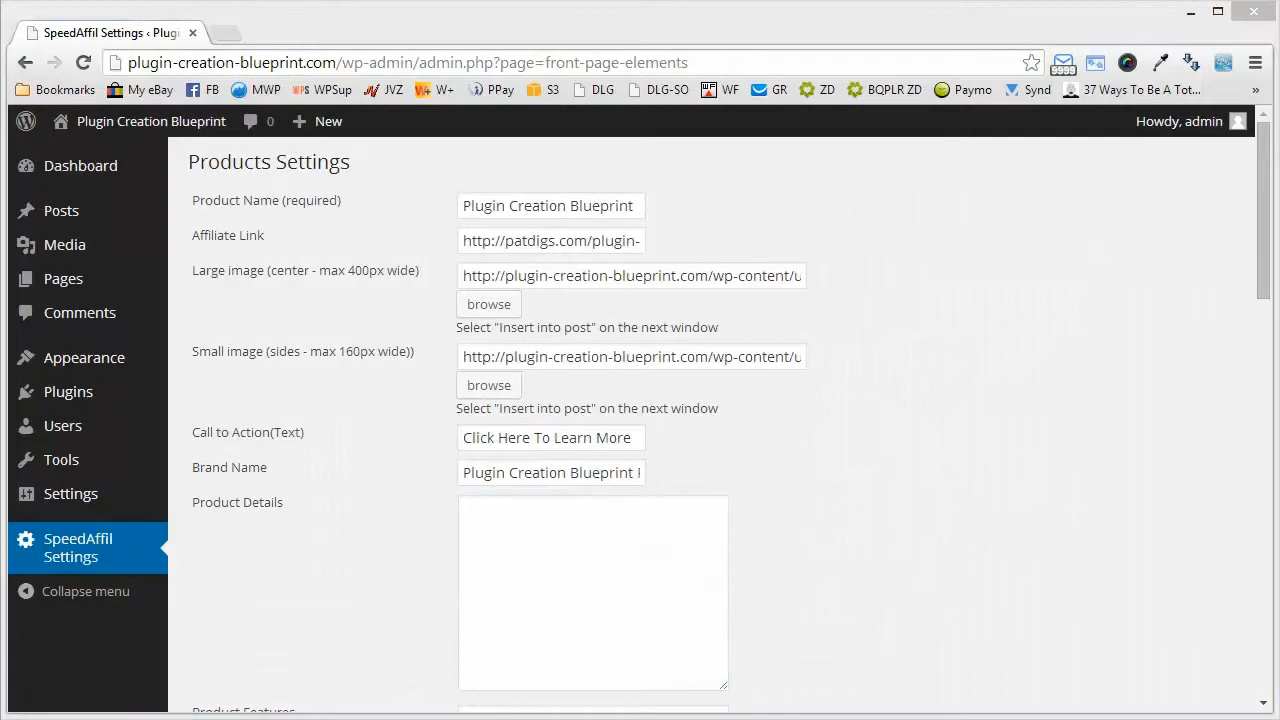 SpeedAffil Settings ‹ Plugi
plugin-creation-blueprint.com/wp-admin/admin.php?page=front-page-elements
9999
Bookmarks My eBay FB MWP WPS WPSup JVZ W+ PPay S3 DLG DLG-SO WF GR ZD BQPLR ZD Paymo Synd 37 Ways To Be A Tot... »
Plugin Creation Blueprint 0 New Howdy, admin
Dashboard
Posts
Media
Pages
Comments
Appearance
Plugins
Users
Tools
Settings
SpeedAffil
Settings
Collapse menu
Products Settings
Product Name (required) Plugin Creation Blueprint
Affiliate Link http://patdigs.com/plugin-
Large image (center - max 400px wide) http://plugin-creation-blueprint.com/wp-content/u
browse
Select "Insert into post" on the next window
Small image (sides - max 160px wide)) http://plugin-creation-blueprint.com/wp-content/u
browse
Select "Insert into post" on the next window
Call to Action(Text) Click Here To Learn More
Brand Name Plugin Creation Blueprint
Product Details
Product Features